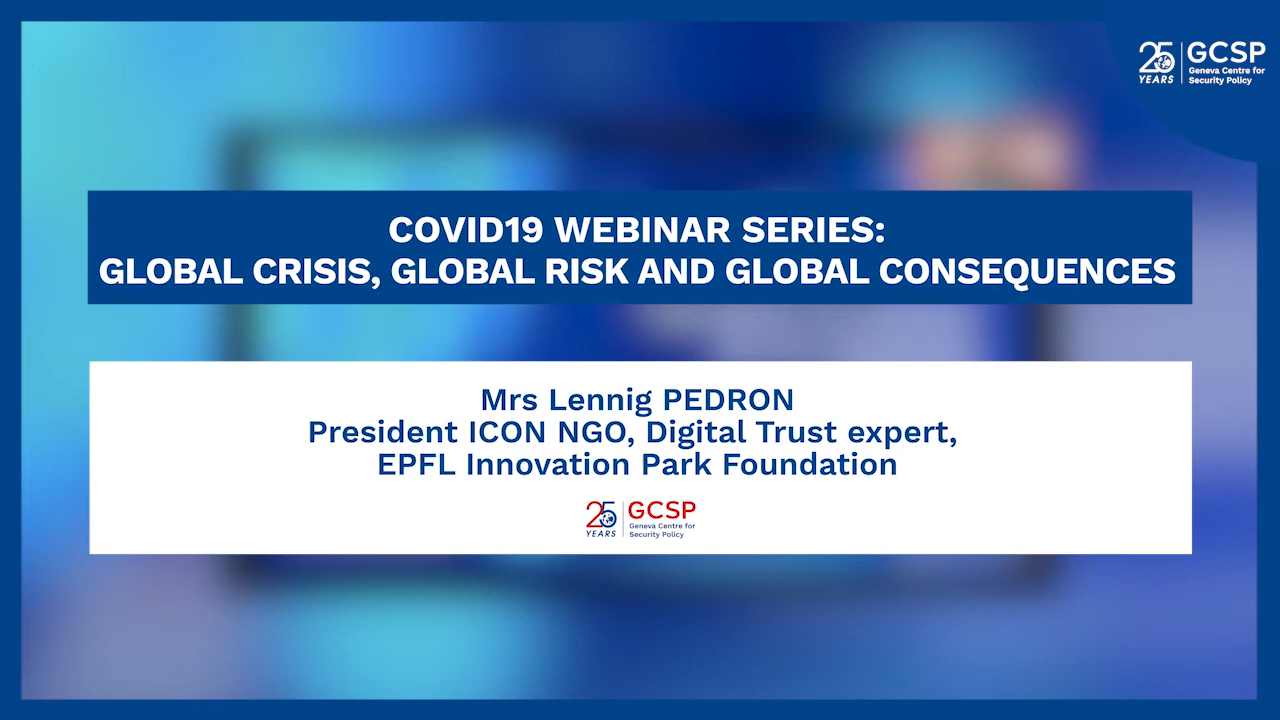 25 YEARS GCSP
Geneva Centre for
Security Policy
COVID19 WEBINAR SERIES:
GLOBAL CRISIS, GLOBAL RISK AND GLOBAL CONSEQUENCES
Mrs Lennig PEDRON
President ICON NGO, Digital Trust expert,
EPFL Innovation Park Foundation
25 YEARS GCSP
Geneva Centre for
Security Policy